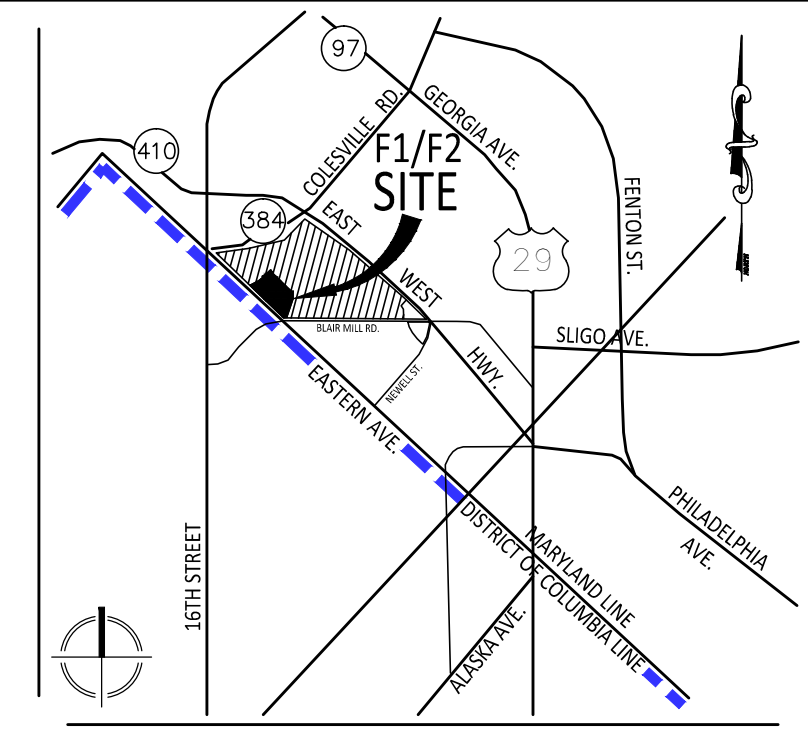 97
GEORGIA AVE.
COLESVILLE RD.
F1/F2
SITE
410
384
EAST
WEST
HWY.
29
FENTON ST.
SLIGO AVE.
BLAIR MILL RD.
NEWELL ST.
EASTERN AVE.
PHILADELPHIA
AVE.
16TH STREET
MARYLAND LINE
DISTRICT OF COLUMBIA LINE
ALASKA AVE.